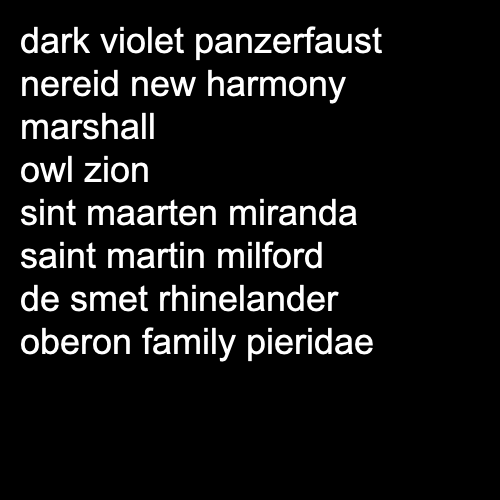 dark violet panzerfaust
nereid new harmony
marshall
owl zion
sint maarten miranda
saint martin milford
de smet rhinelander
oberon family pieridae